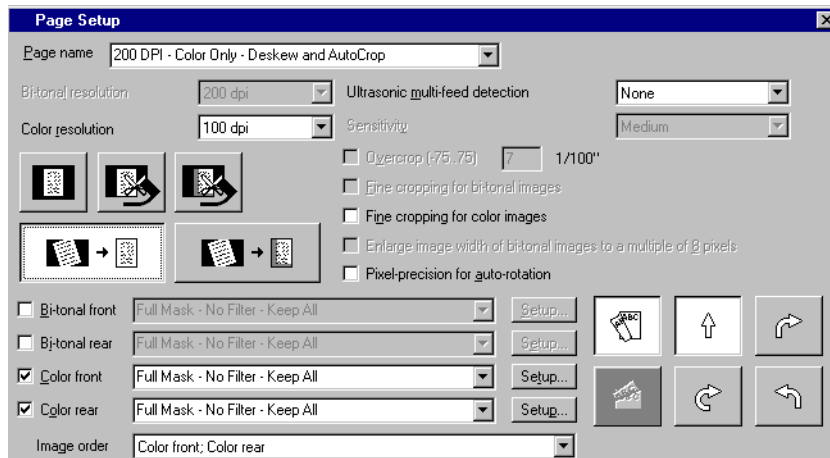 Page Setup
Page name 200 DPI - Color Only - Deskew and AutoCrop
Bi-tonal resolution 200 dpi Ultrasonic multi-feed detection None
Color resolution 100 dpi Sensitivity Medium
Overcrop (-75..75) 7 1/100"
Fine cropping for bi-tonal images
Fine cropping for color images
Enlarge image width of bi-tonal images to a multiple of 8 pixels
Pixel-precision for auto-rotation
Bi-tonal front Full Mask - No Filter - Keep All Setup...
Bi-tonal rear Full Mask - No Filter - Keep All Setup...
Color front Full Mask - No Filter - Keep All Setup...
Color rear Full Mask - No Filter - Keep All Setup...
ABC
Image order Color front; Color rear